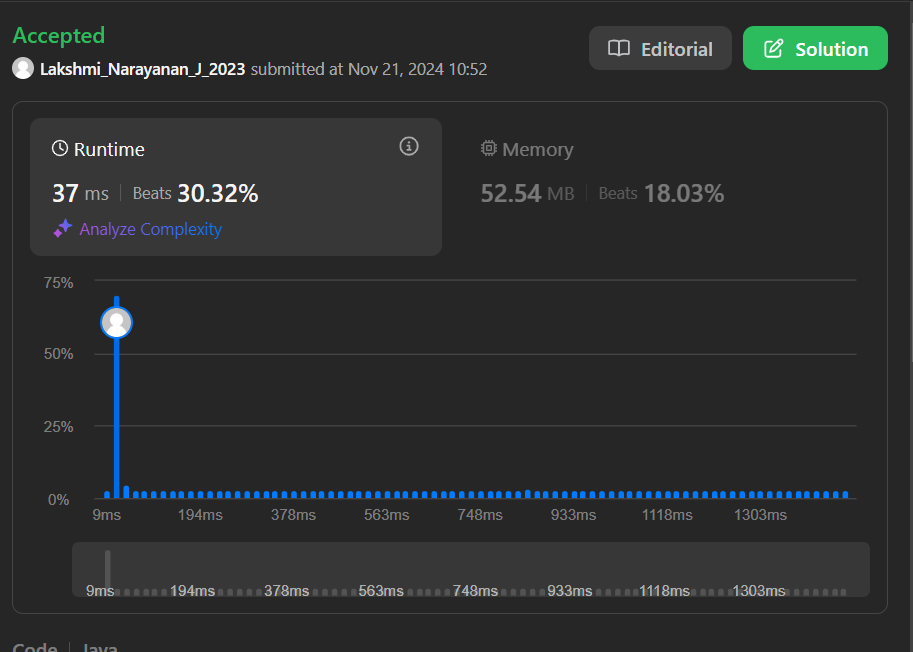 Accepted
Lakshmi_Narayanan_J_2023 submitted at Nov 21, 2024 10:52
Editorial
Solution
Runtime
37 ms | Beats 30.32%
Analyze Complexity
Memory
52.54 MB | Beats 18.03%
75%
50%
25%
0%
9ms 194ms 378ms 563ms 748ms 933ms 1118ms 1303ms
9ms 194ms 378ms 563ms 748ms 933ms 1118ms 1303ms
Code | Java